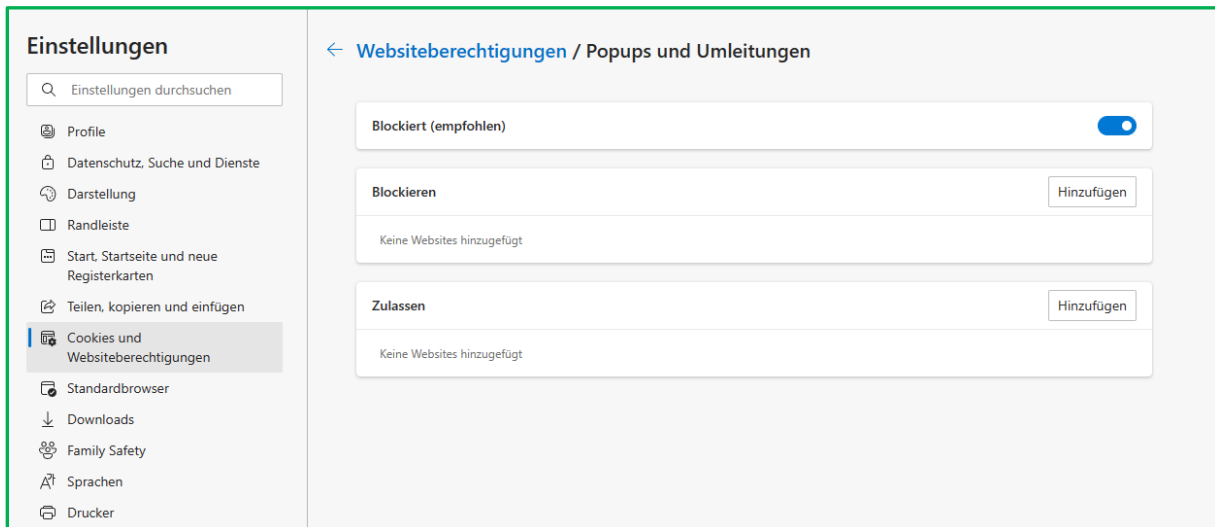 Einstellungen
Einstellungen durchsuchen
Profile
Datenschutz, Suche und Dienste
Darstellung
Randleiste
Start, Startseite und neue
Registerkarten
Teilen, kopieren und einfügen
Cookies und
Websiteberechtigungen
Standardbrowser
Downloads
Family Safety
Sprachen
Drucker
Websiteberechtigungen / Popups und Umleitungen
Blockiert (empfohlen)
Blockieren
Hinzufügen
Keine Websites hinzugefügt
Zulassen
Hinzufügen
Keine Websites hinzugefügt